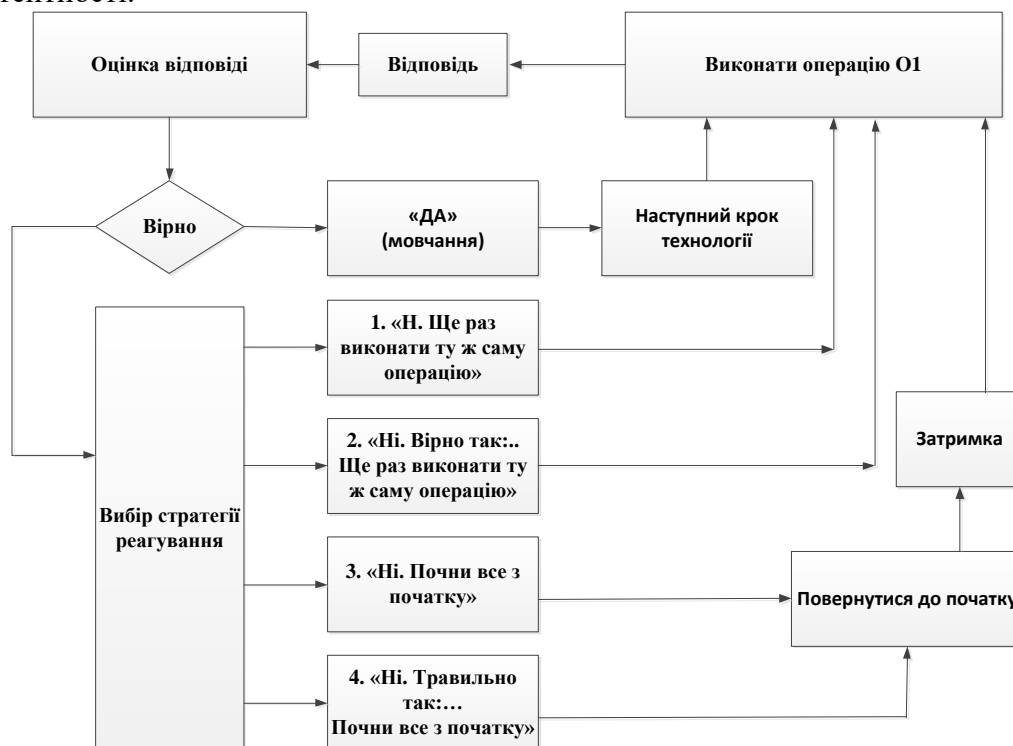 Оцінка відповіді
Відповідь
Виконати операцію О1
Вірно
«ДА»
(мовчання)
Наступний крок
технології
1. «Н. Ще раз
виконати ту ж саму
операцію»
2. «Ні. Вірно так:..
Ще раз виконати ту
ж саму операцію»
Затримка
Вибір стратегії
реагування
3. «Ні. Почни все з
початку»
Повернутися до початку
4. «Ні. Травильно
так:…
Почни все з початку»